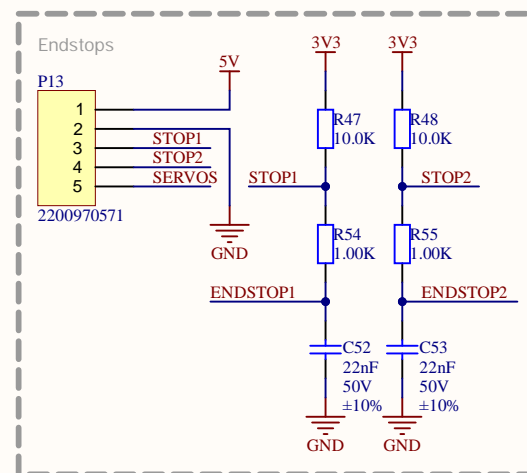 Endstops
P13
1
2
3
4
5
2200970571
5V
STOP1
STOP2
SERVOS
GND
3V3
3V3
R47
10.0K
R48
10.0K
STOP1
STOP2
R54
1.00K
R55
1.00K
ENDSTOP1
ENDSTOP2
C52
22nF
50V
±10%
C53
22nF
50V
±10%
GND
GND